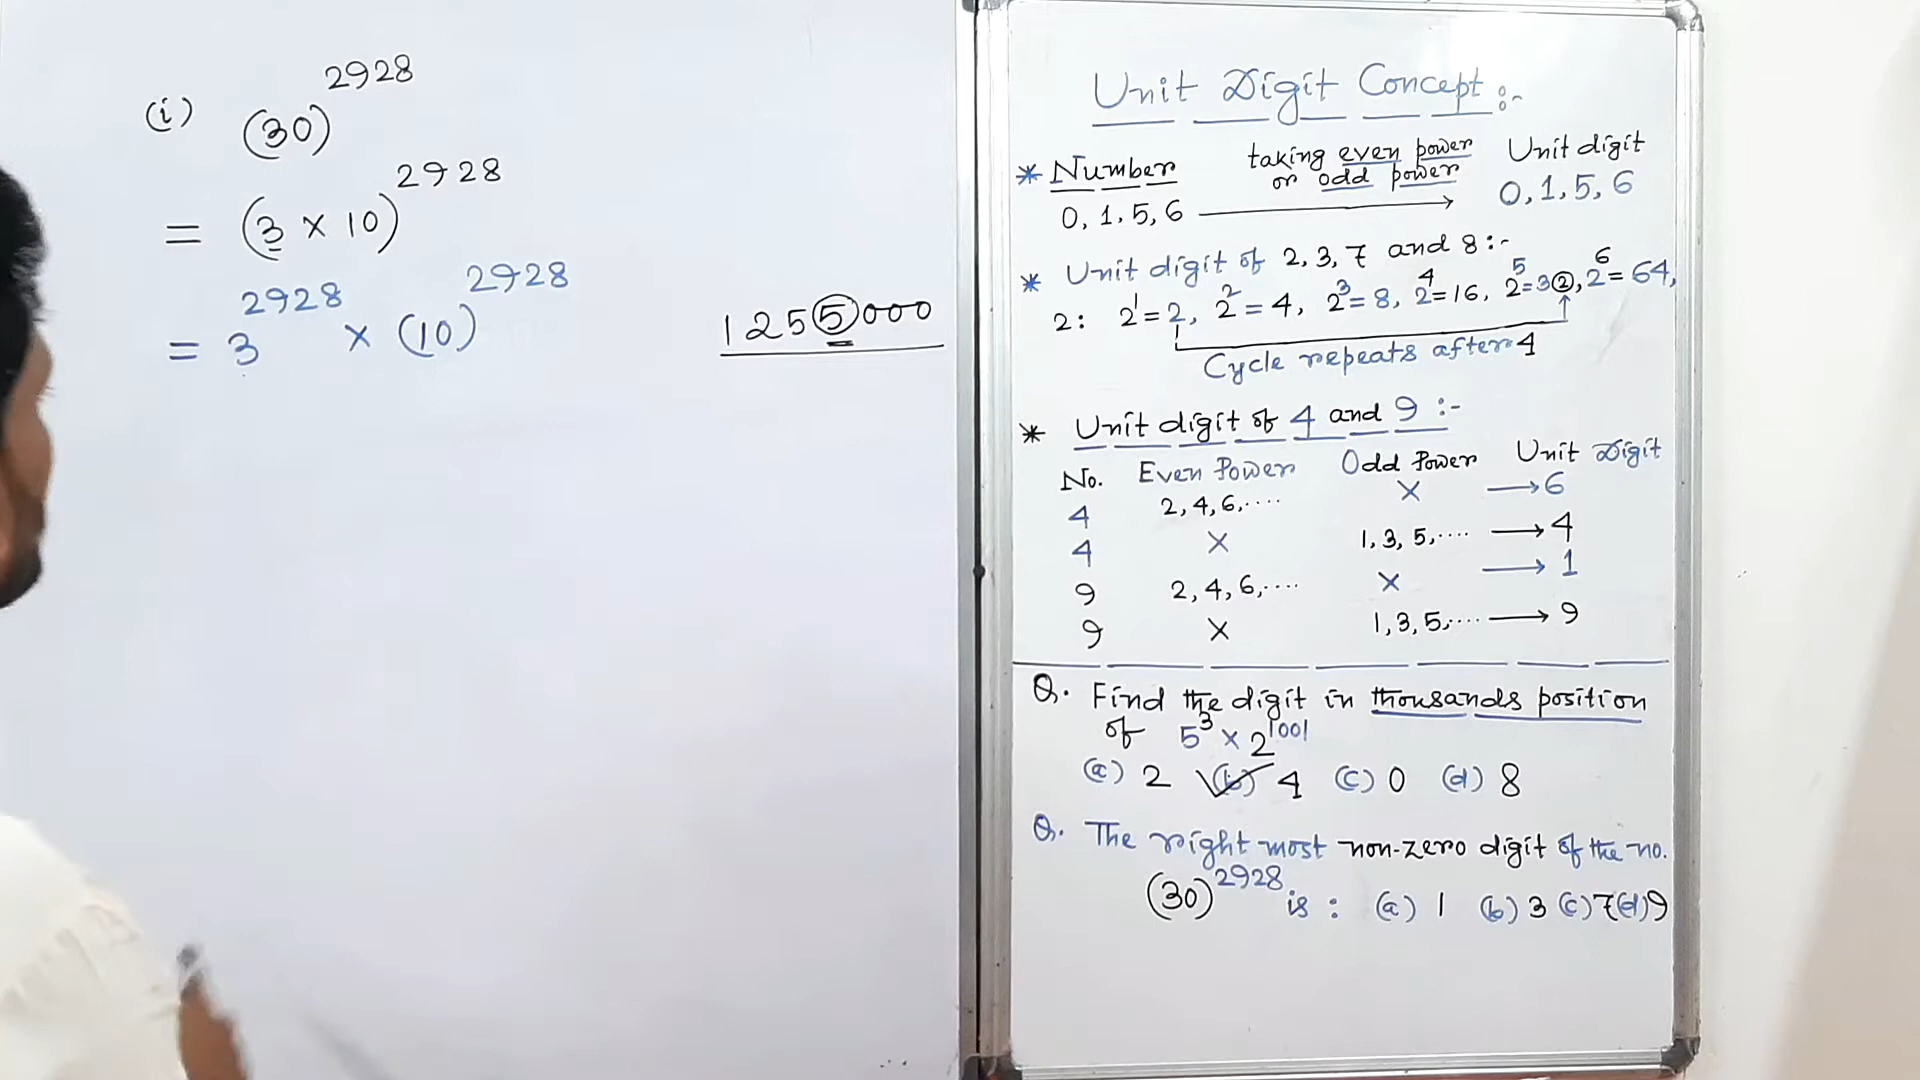 (i) (30)^2928
= (3 × 10)^2928
= 3^2928 × (10)^2928
1255000
Unit Digit Concept :-
* Number taking even power or odd power Unit digit
0, 1, 5, 6 ⟶ 0, 1, 5, 6
* Unit digit of 2, 3, 7 and 8 :-
2: 2^1 = 2, 2^2 = 4, 2^3 = 8, 2^4 = 16, 2^5 = 32, 2^6 = 64,
Cycle repeats after 4
* Unit digit of 4 and 9 :-
No. Even Power Odd Power Unit Digit
4 2, 4, 6,.... × ⟶ 6
4 × 1, 3, 5,.... ⟶ 4
9 2, 4, 6,.... × ⟶ 1
9 × 1, 3, 5,.... ⟶ 9
Q. Find the digit in thousands position
of 5^3 × 2^1001
(a) 2 (b) 4 (c) 0 (d) 8
Q. The right most non-zero digit of the no.
(30)^2928 is : (a) 1 (b) 3 (c) 7 (d) 9